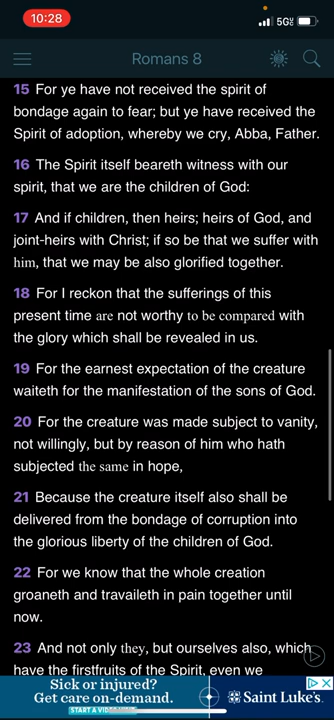 10:28
5G
Romans 8
15 For ye have not received the spirit of
bondage again to fear; but ye have received the
Spirit of adoption, whereby we cry, Abba, Father.
16 The Spirit itself beareth witness with our
spirit, that we are the children of God:
17 And if children, then heirs; heirs of God, and
joint-heirs with Christ; if so be that we suffer with
him, that we may be also glorified together.
18 For I reckon that the sufferings of this
present time are not worthy to be compared with
the glory which shall be revealed in us.
19 For the earnest expectation of the creature
waiteth for the manifestation of the sons of God.
20 For the creature was made subject to vanity,
not willingly, but by reason of him who hath
subjected the same in hope,
21 Because the creature itself also shall be
delivered from the bondage of corruption into
the glorious liberty of the children of God.
22 For we know that the whole creation
groaneth and travaileth in pain together until
now.
23 And not only they, but ourselves also, which
have the firstfruits of the Spirit, even we
Sick or injured?
Get care on-demand.
START A VIDEO
Saint Luke's